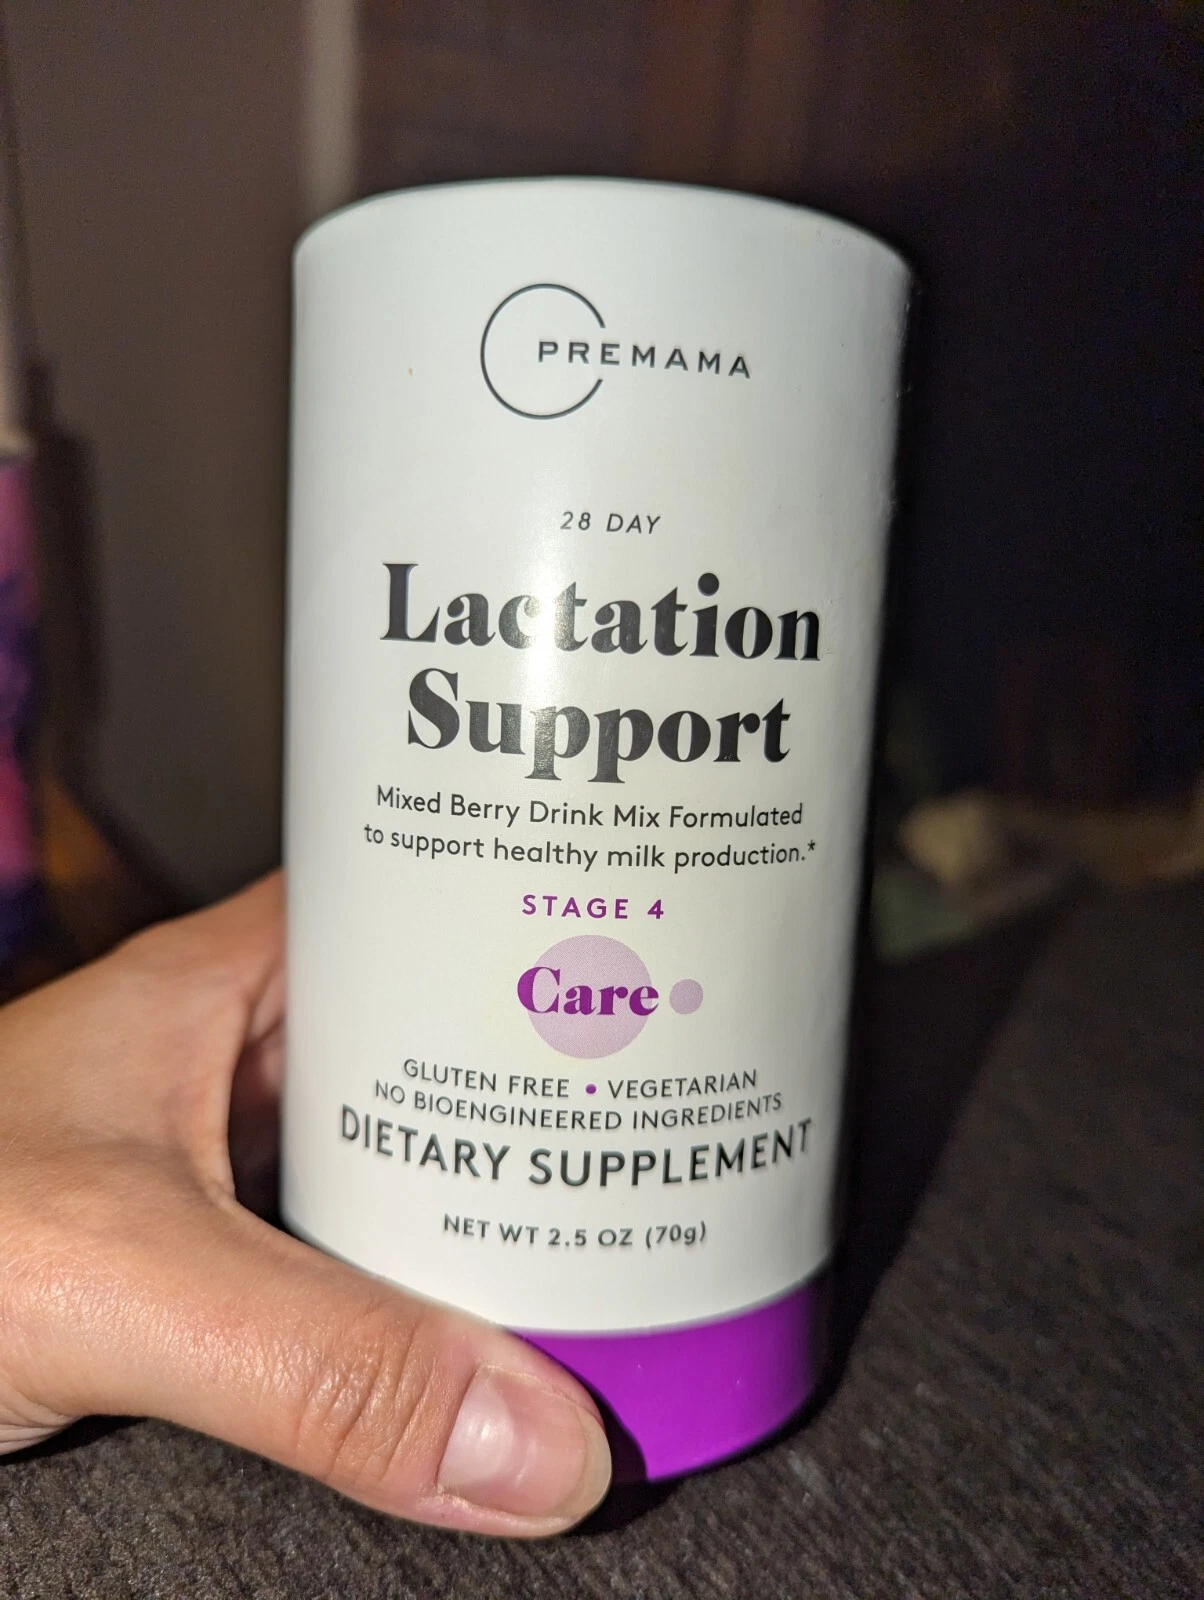 PREMAMA
28 DAY
Lactation
Support
Mixed Berry Drink Mix Formulated
to support healthy milk production.*
STAGE 4
Care
GLUTEN FREE • VEGETARIAN
NO BIOENGINEERED INGREDIENTS
DIETARY SUPPLEMENT
NET WT 2.5 OZ (70g)